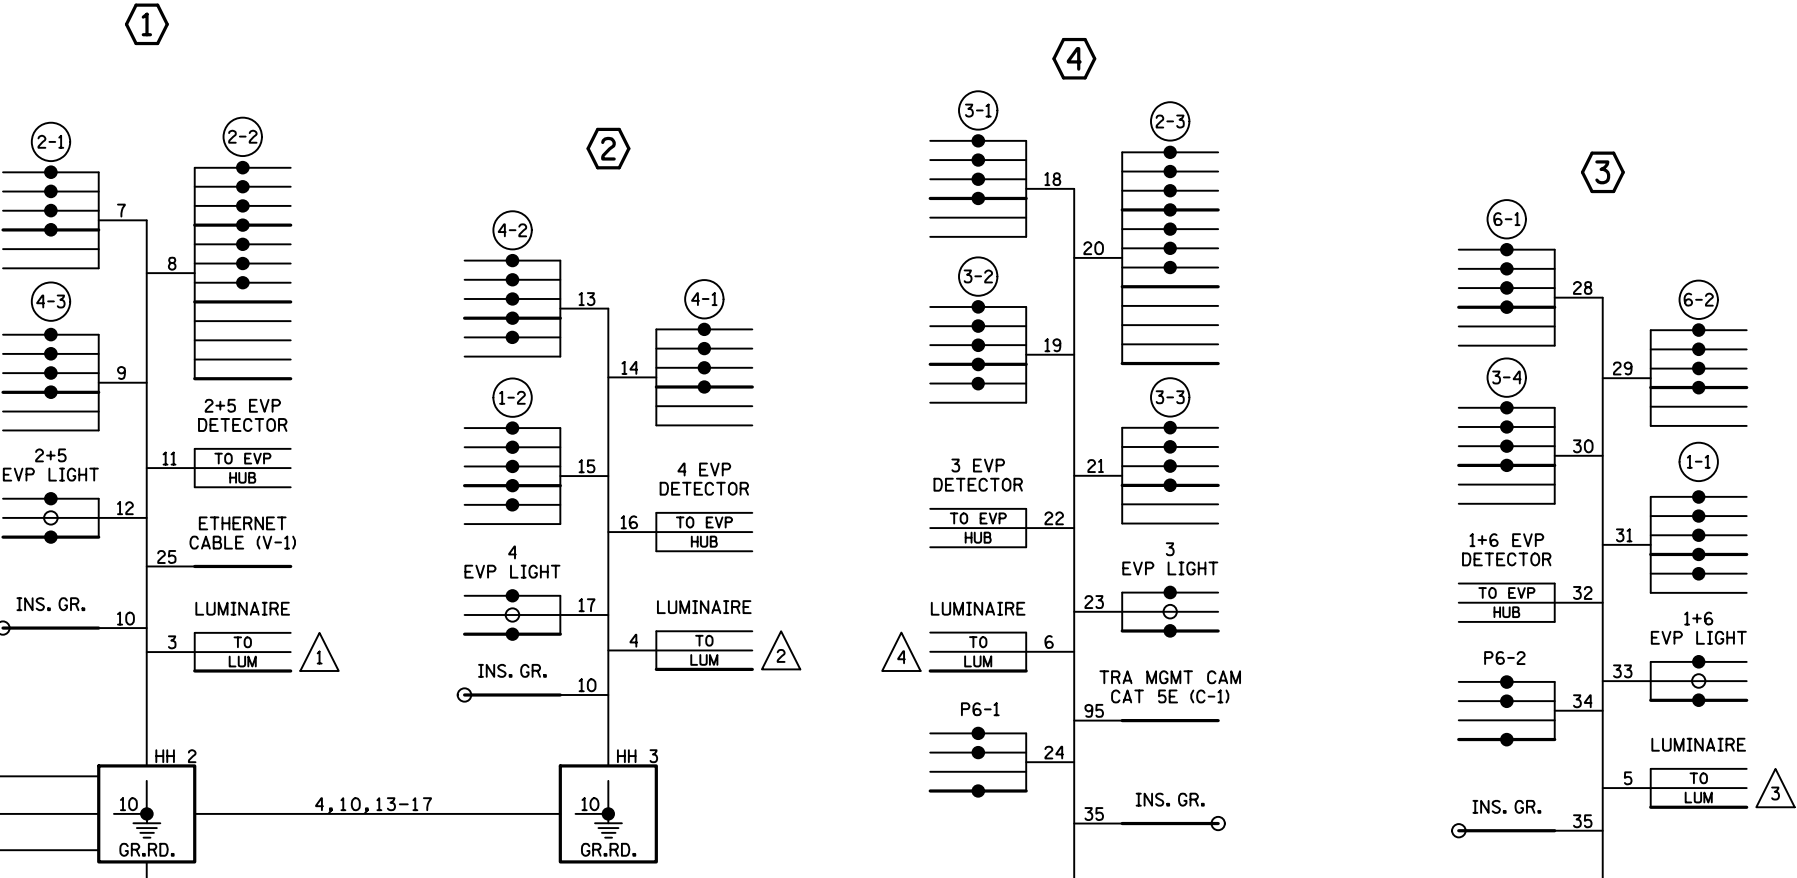 1
2-1
2-2
7
8
4-3
9
2+5 EVP
DETECTOR
2+5
EVP LIGHT
11
TO EVP
HUB
12
ETHERNET
CABLE (V-1)
25
INS. GR.
10
LUMINAIRE
3
TO
LUM
1
HH 2
10
GR.RD.
4,10,13-17
2
4-2
13
4-1
14
1-2
15
4 EVP
DETECTOR
16
TO EVP
HUB
4
EVP LIGHT
17
LUMINAIRE
4
TO
LUM
2
INS. GR.
10
HH 3
10
GR.RD.
4
3-1
2-3
18
20
3-2
19
3-3
21
3 EVP
DETECTOR
TO EVP
HUB
22
3
EVP LIGHT
23
LUMINAIRE
4
TO
LUM
6
TRA MGMT CAM
CAT 5E (C-1)
95
P6-1
24
INS. GR.
35
3
6-1
28
6-2
29
3-4
30
1-1
31
1+6 EVP
DETECTOR
TO EVP
HUB
32
1+6
EVP LIGHT
33
P6-2
34
LUMINAIRE
5
TO
LUM
3
INS. GR.
35